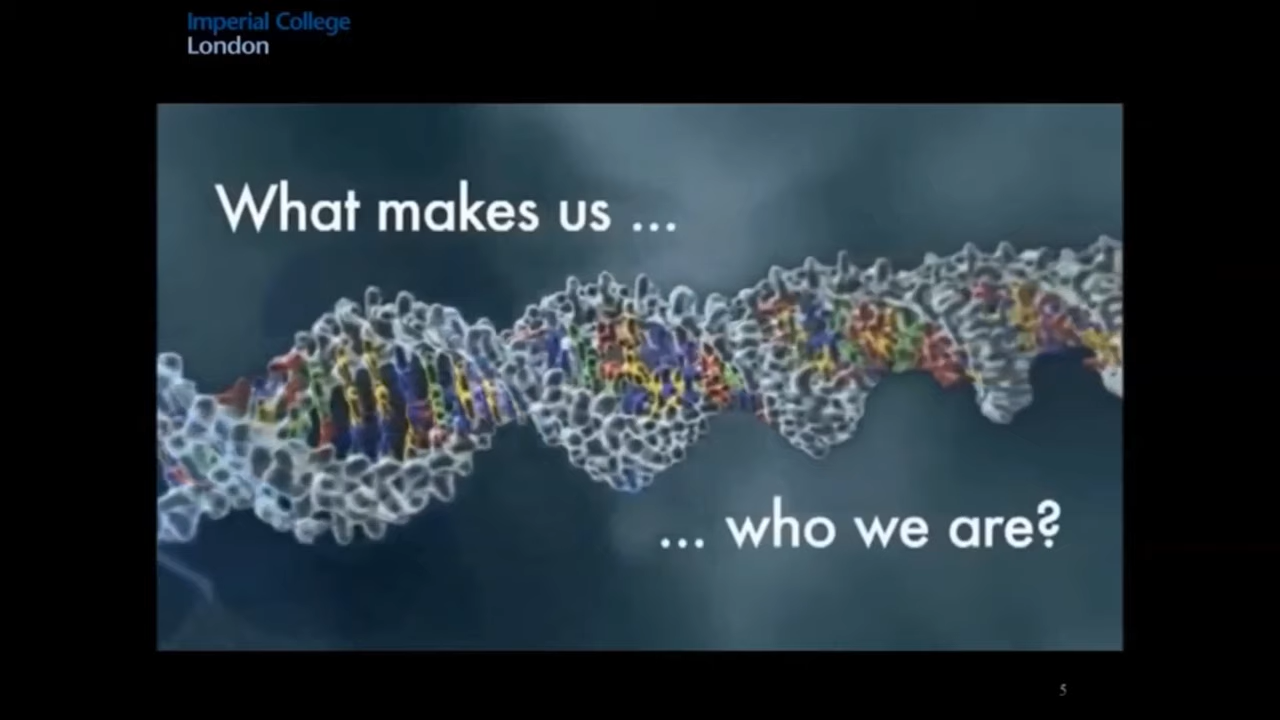 Imperial College
London
What makes us ...
... who we are?
5